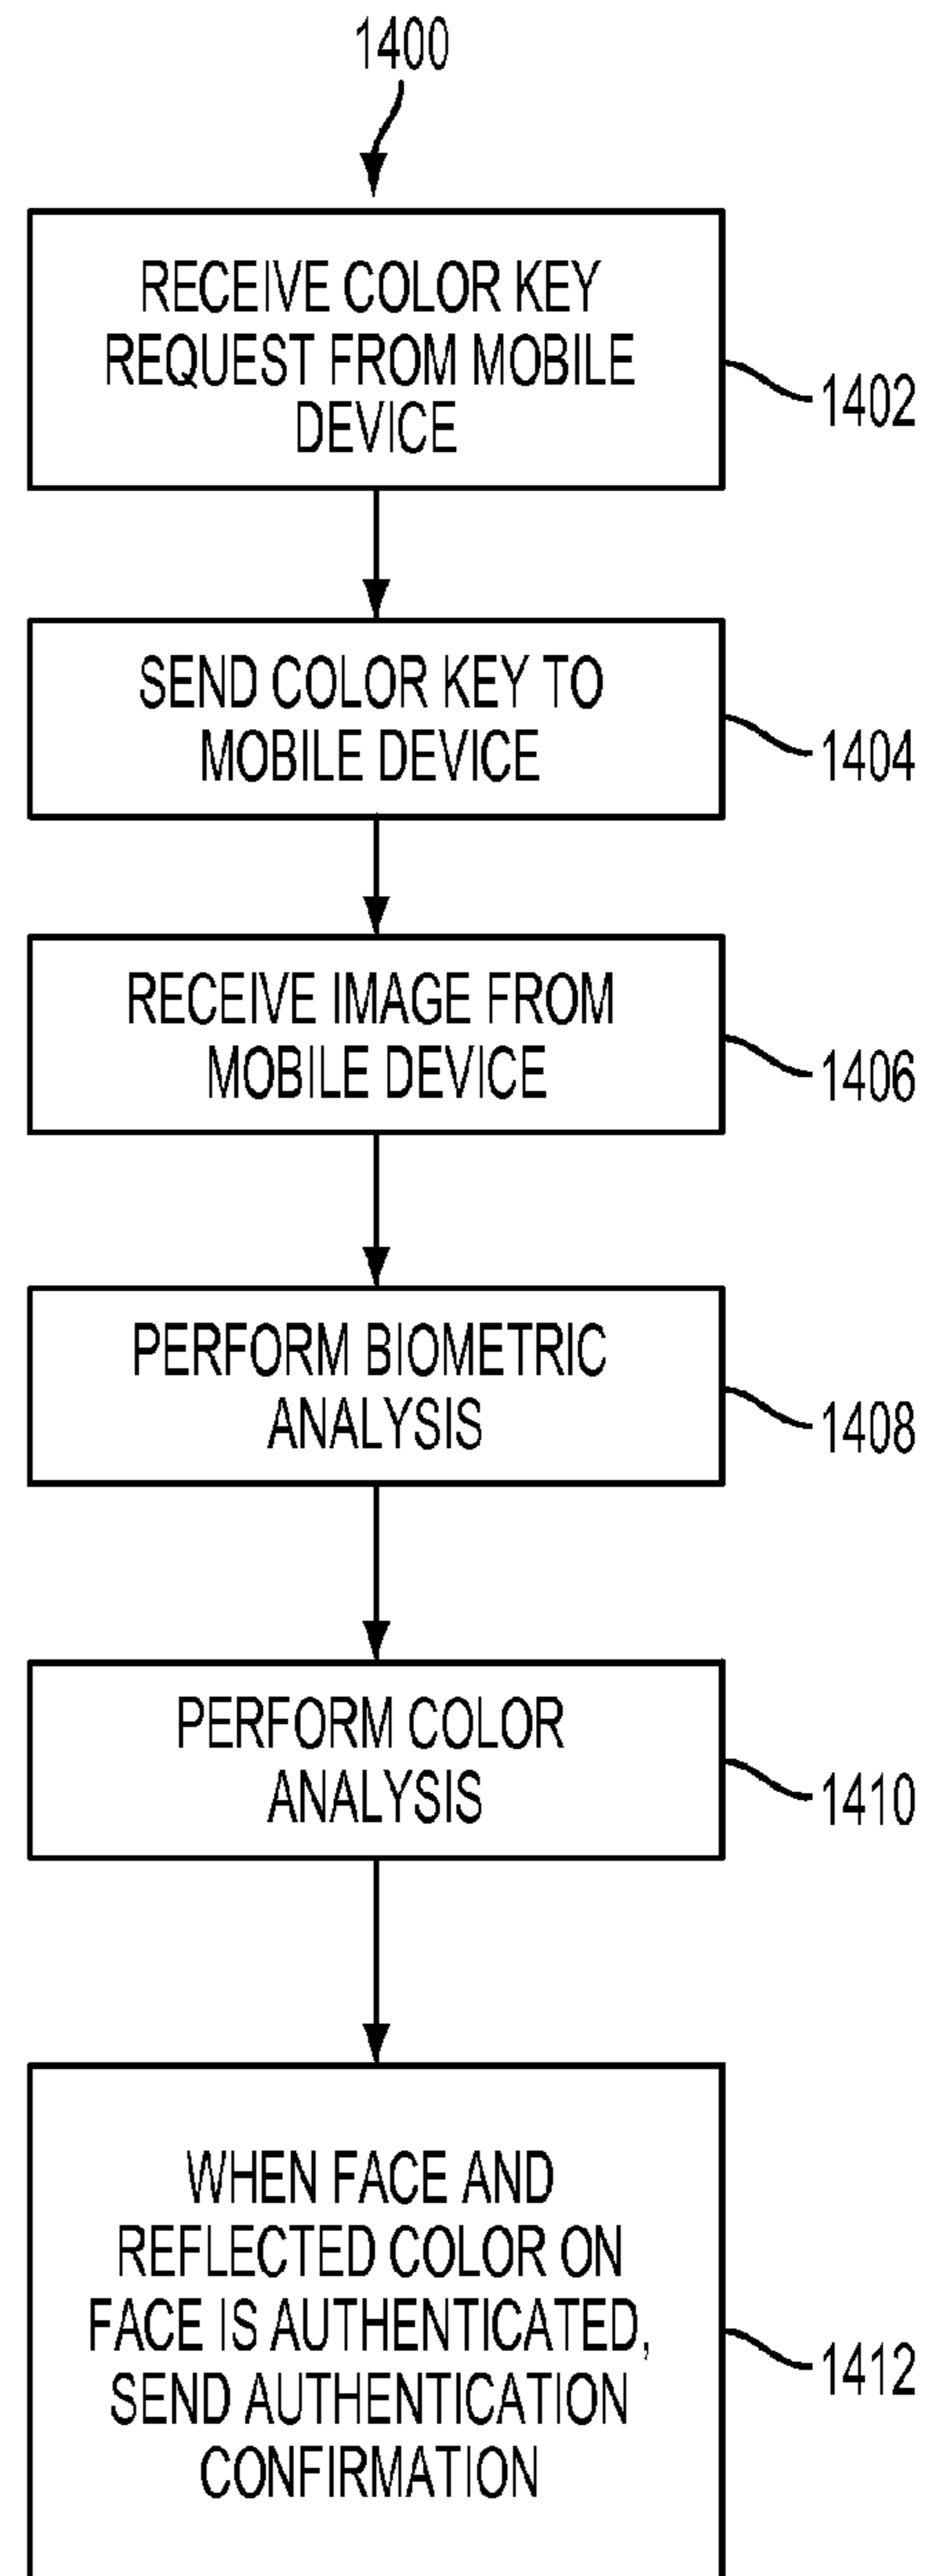 1400
RECEIVE COLOR KEY
REQUEST FROM MOBILE
DEVICE
1402
SEND COLOR KEY TO
MOBILE DEVICE
1404
RECEIVE IMAGE FROM
MOBILE DEVICE
1406
PERFORM BIOMETRIC
ANALYSIS
1408
PERFORM COLOR
ANALYSIS
1410
WHEN FACE AND
REFLECTED COLOR ON
FACE IS AUTHENTICATED,
SEND AUTHENTICATION
CONFIRMATION
1412